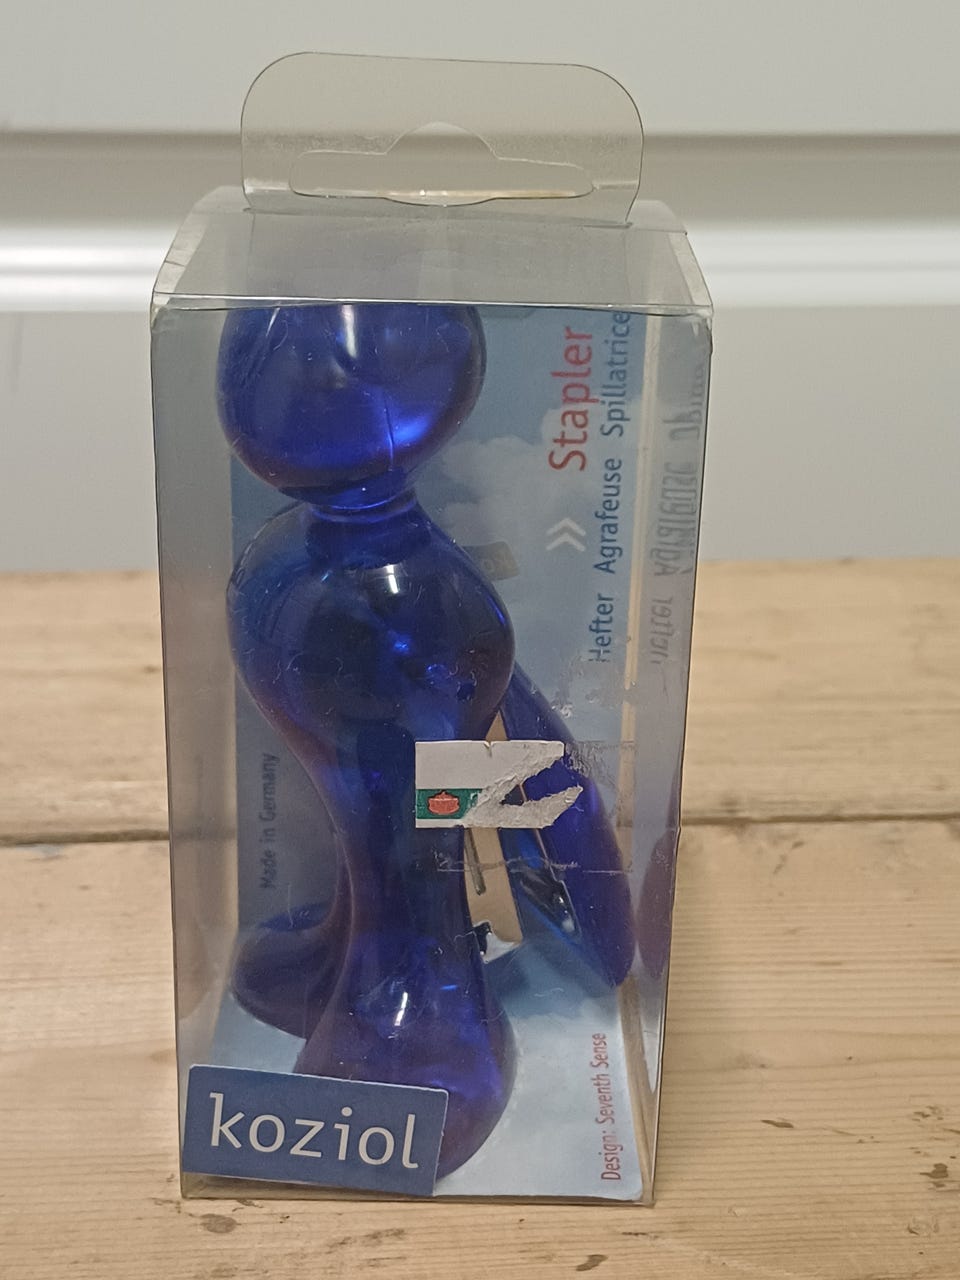 Stapler
Hefter Agrafeuse Spillatrice
Made in Germany
Design: Seventh Sense
koziol